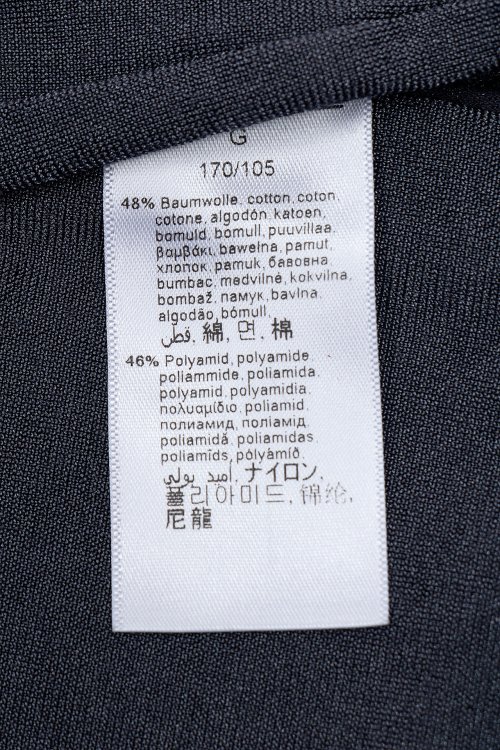 G
170/105
48% Baumwolle, cotton, coton,
cotone, algodón, katoen,
bomuld, bomull, puuvillaa,
βαμβάκι, bawełna, pamut,
хлопок, pamuk, бавовна
bumbac, medvilnė, kokvilna,
bombaž, памук, bavlna,
algodão, bómull,
قطن, 綿, 면, 棉
46% Polyamid, polyamide,
poliammide, poliamida,
polyamid, polyamidia,
πολυαμίδιο, poliamid,
полиамид, поліамід,
poliamidă, poliamidas,
poliamīds, pólýamíð,
بولي أميد, ナイロン,
폴리아미드, 锦纶,
尼龍